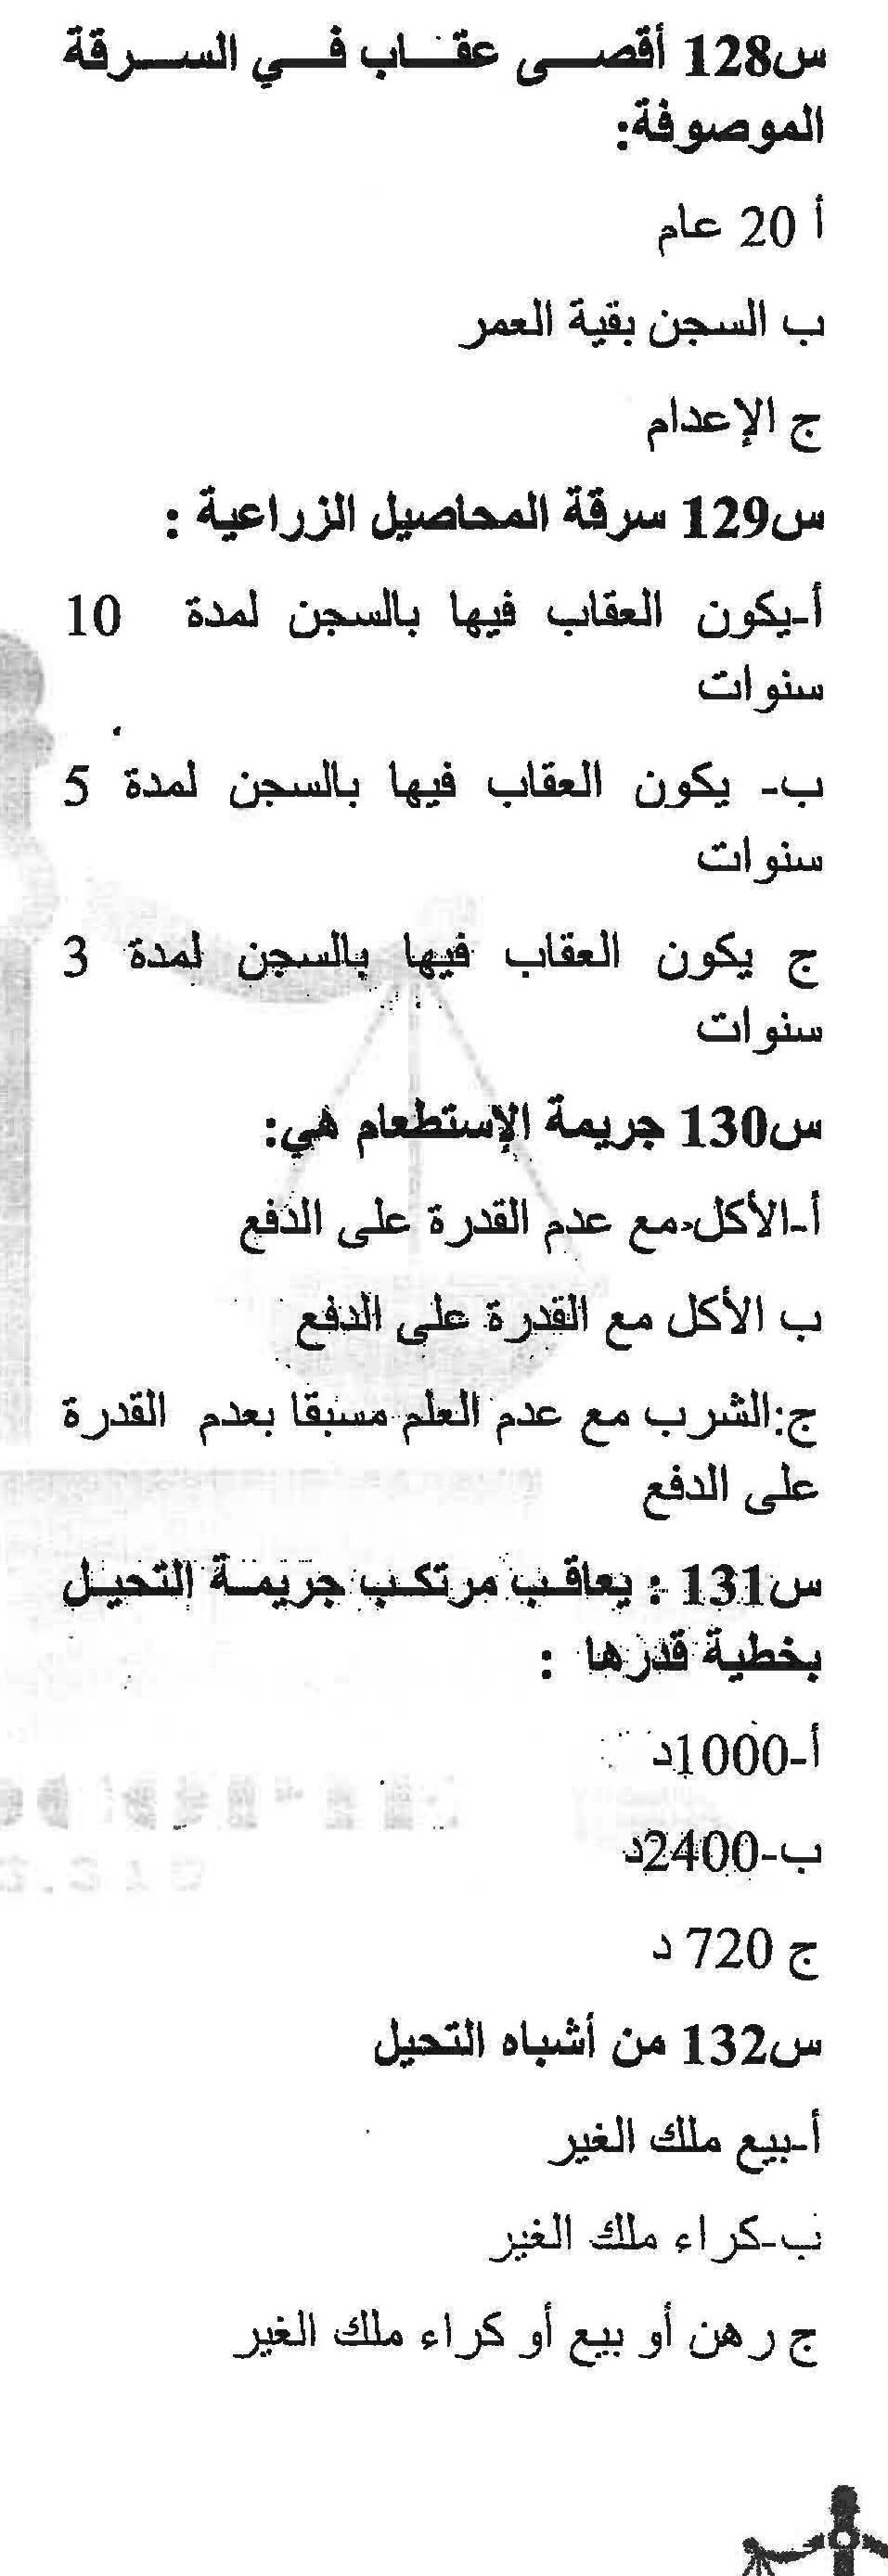 س128 أقصى عقاب في السرقة
الموصوفة:
أ 20 عام
ب السجن بقية العمر
ج الإعدام
س129 سرقة المحاصيل الزراعية :
أ-يكون العقاب فيها بالسجن لمدة 10
سنوات
ب- يكون العقاب فيها بالسجن لمدة 5
سنوات
ج يكون العقاب فيها بالسجن لمدة 3
سنوات
س130 جريمة الإستطعام هي:
أ-الأكل مع عدم القدرة على الدفع
ب الأكل مع القدرة على الدفع
ج:الشرب مع عدم العلم مسبقا بعدم القدرة
على الدفع
س131 : يعاقب مرتكب جريمة التحيل
بخطية قدرها :
أ-1000د
ب-2400د
ج 720 د
س132 من أشباه التحيل
أ-بيع ملك الغير
ب-كراء ملك الغير
ج رهن أو بيع أو كراء ملك الغير